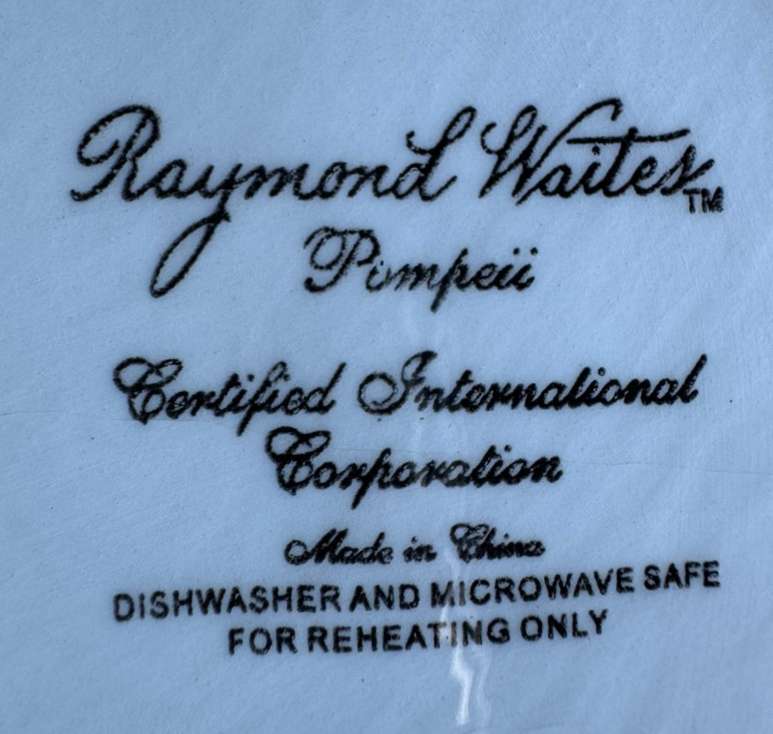 Raymond Waites™
Pompeii
Certified International
Corporation
Made in China
DISHWASHER AND MICROWAVE SAFE
FOR REHEATING ONLY